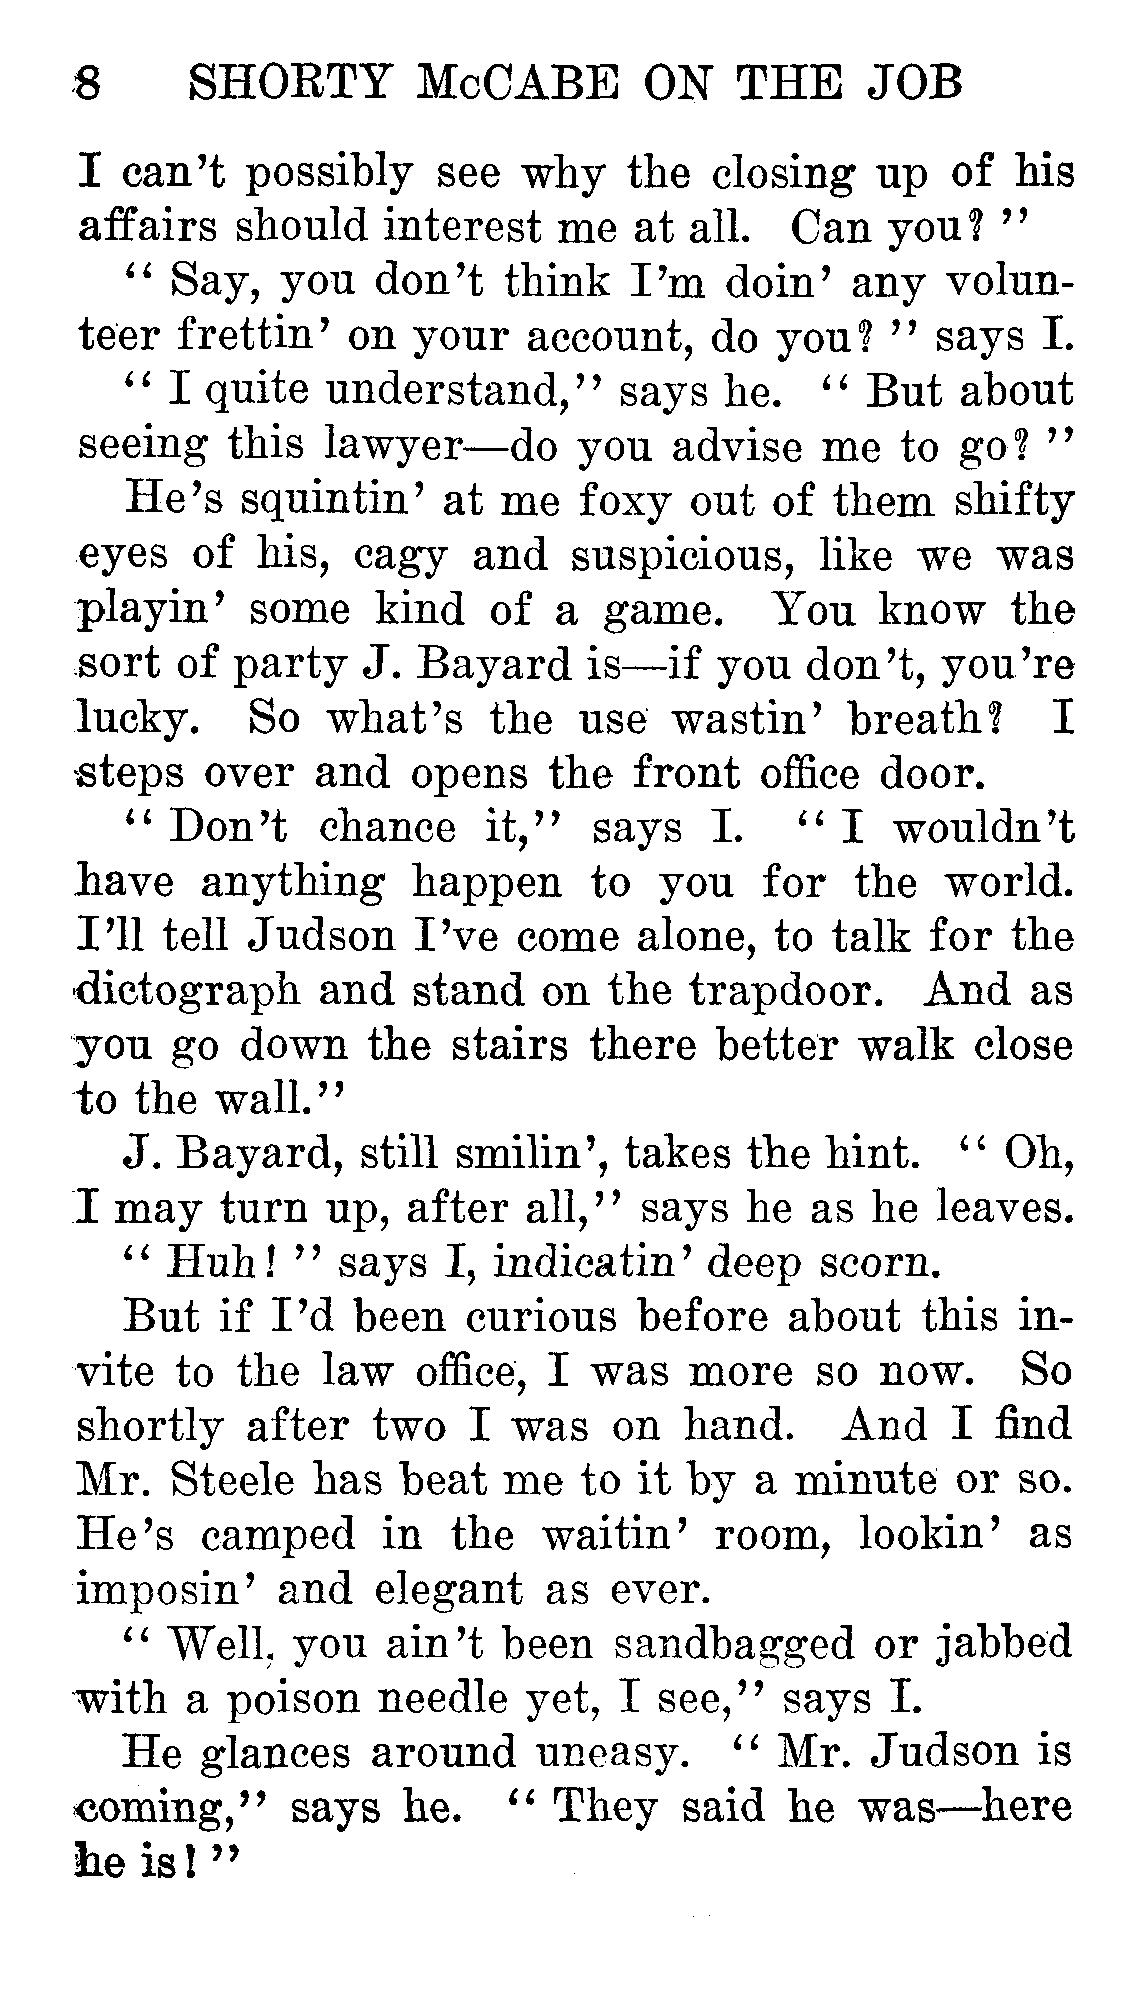 8 SHORTY McCABE ON THE JOB
I can't possibly see why the closing up of his
affairs should interest me at all. Can you?"
"Say, you don't think I'm doin' any volun-
teer frettin' on your account, do you?" says I.
"I quite understand," says he. "But about
seeing this lawyer—do you advise me to go?"
He's squintin' at me foxy out of them shifty
eyes of his, cagy and suspicious, like we was
playin' some kind of a game. You know the
sort of party J. Bayard is—if you don't, you're
lucky. So what's the use wastin' breath? I
steps over and opens the front office door.
"Don't chance it," says I. "I wouldn't
have anything happen to you for the world.
I'll tell Judson I've come alone, to talk for the
dictograph and stand on the trapdoor. And as
you go down the stairs there better walk close
to the wall."
J. Bayard, still smilin', takes the hint. "Oh,
I may turn up, after all," says he as he leaves.
"Huh!" says I, indicatin' deep scorn.
But if I'd been curious before about this in-
vite to the law office, I was more so now. So
shortly after two I was on hand. And I find
Mr. Steele has beat me to it by a minute or so.
He's camped in the waitin' room, lookin' as
imposin' and elegant as ever.
"Well, you ain't been sandbagged or jabbed
with a poison needle yet, I see," says I.
He glances around uneasy. "Mr. Judson is
coming," says he. "They said he was—here
he is!"